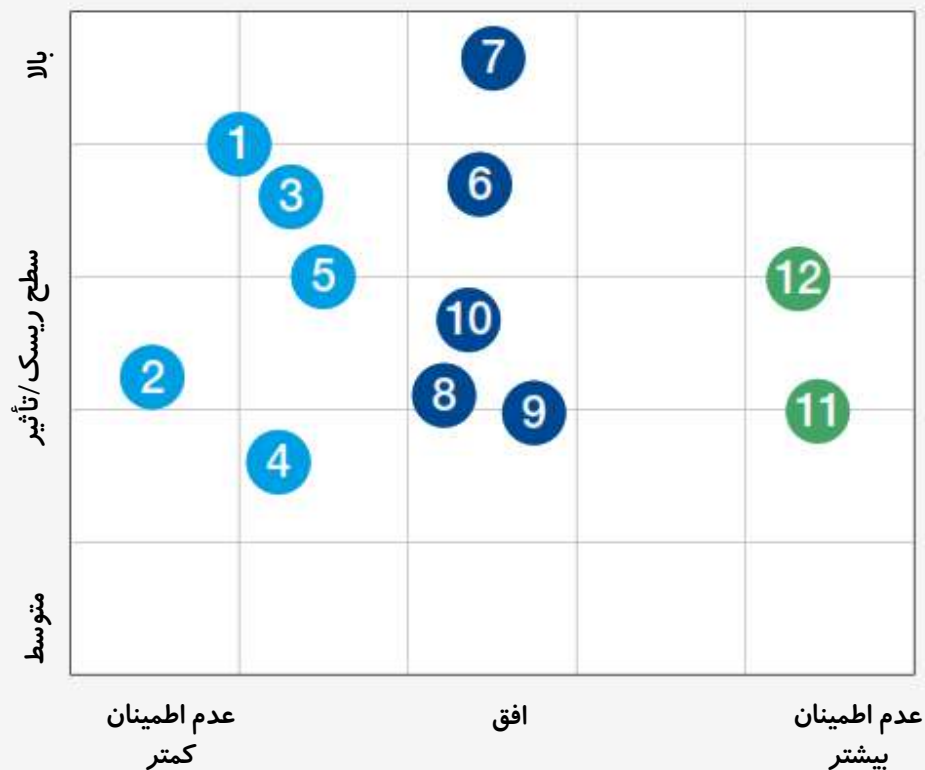 بالا
سطح ریسک/تأثیر
متوسط
7
1
6
3
5
12
10
2
8
9
11
4
عدم اطمینان
کمتر
افق
عدم اطمینان
بیشتر